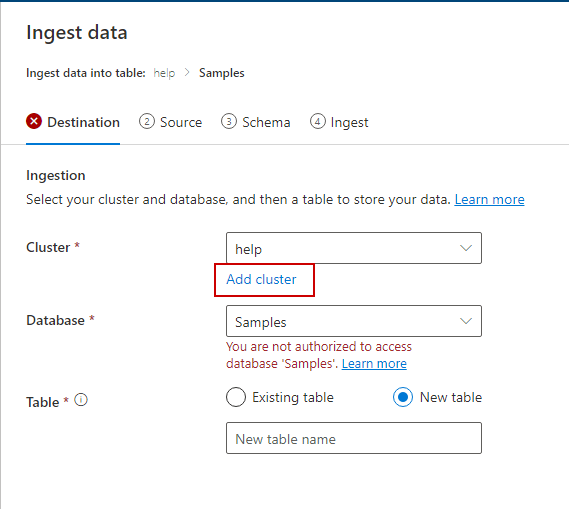 Ingest data
Ingest data into table: help > Samples
Destination 2 Source 3 Schema 4 Ingest
Ingestion
Select your cluster and database, and then a table to store your data. Learn more
Cluster * help
Add cluster
Database * Samples
You are not authorized to access
database 'Samples'. Learn more
Table * Existing table New table
New table name